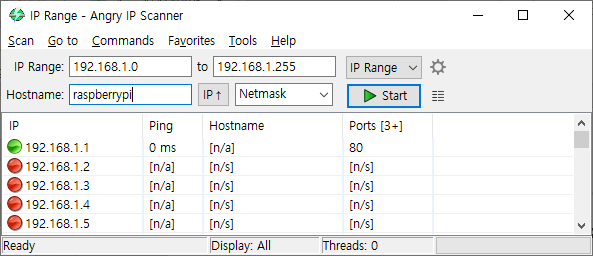 IP Range - Angry IP Scanner
Scan Go to Commands Favorites Tools Help
IP Range: 192.168.1.0 to 192.168.1.255 IP Range
Hostname: raspberrypi IP↑ Netmask Start
IP Ping Hostname Ports [3+]
192.168.1.1 0 ms [n/a] 80
192.168.1.2 [n/a] [n/s] [n/s]
192.168.1.3 [n/a] [n/s] [n/s]
192.168.1.4 [n/a] [n/s] [n/s]
192.168.1.5 [n/a] [n/s] [n/s]
Ready Display: All Threads: 0